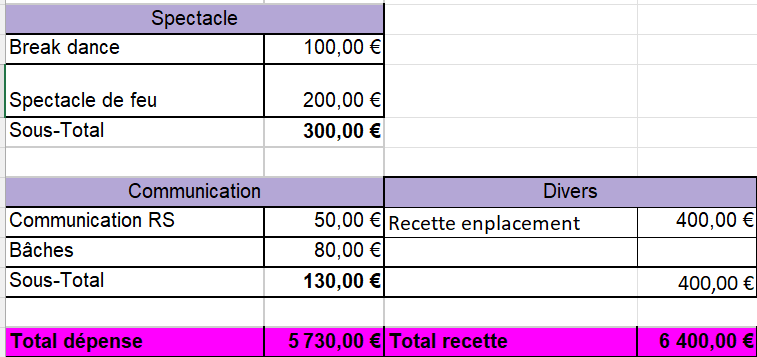 Spectacle
Break dance 100,00 €
Spectacle de feu 200,00 €
Sous-Total 300,00 €
Communication Divers
Communication RS 50,00 € Recette enplacement 400,00 €
Bâches 80,00 €
Sous-Total 130,00 € 400,00 €
Total dépense 5 730,00 € Total recette 6 400,00 €